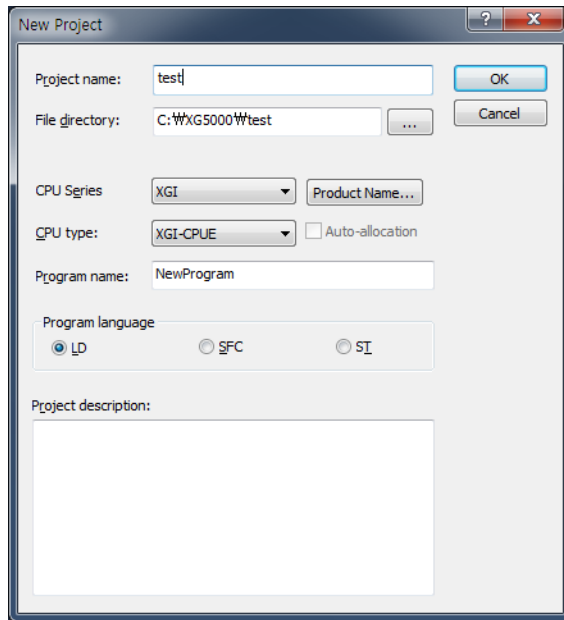 New Project
?
X
Project name: test
OK
File directory: C:₩XG5000₩test ...
Cancel
CPU Series XGI Product Name...
CPU type: XGI-CPUE Auto-allocation
Program name: NewProgram
Program language
LD SFC ST
Project description: